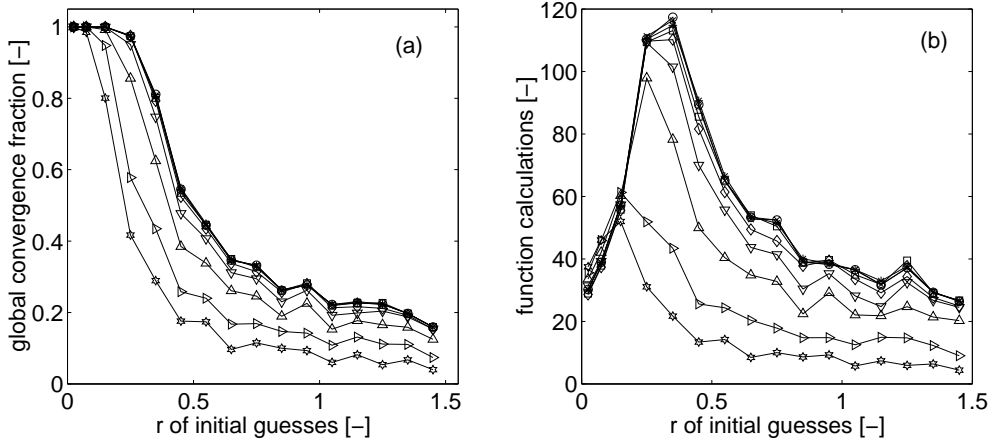 1
0.8
0.6
0.4
0.2
0
global convergence fraction [–]
(a)
0 0.5 1 1.5
r of initial guesses [–]
120
100
80
60
40
20
0
function calculations [–]
(b)
0 0.5 1 1.5
r of initial guesses [–]